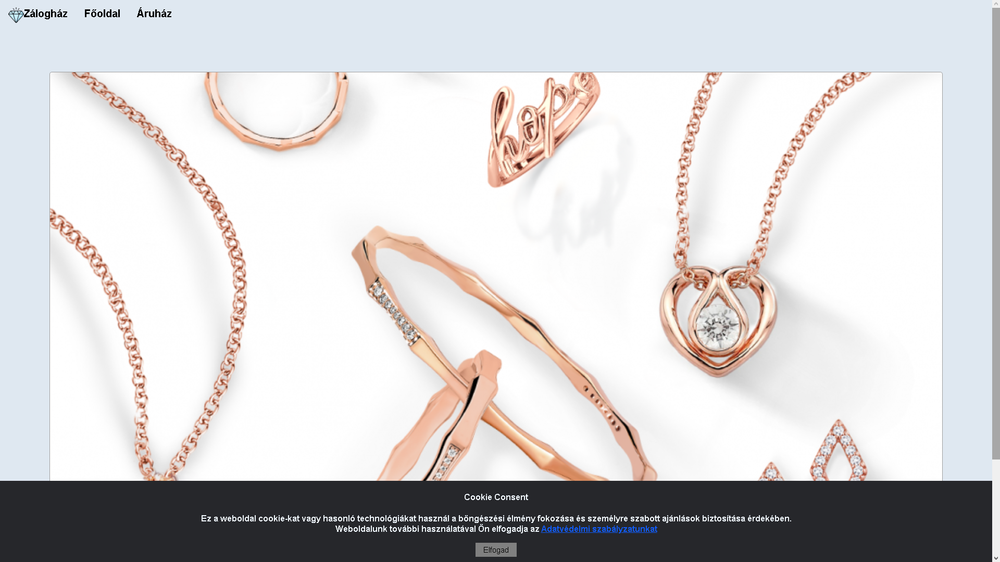 Zálogház Főoldal Áruház
hope
Cookie Consent
Ez a weboldal cookie-kat vagy hasonló technológiákat használ a böngészési élmény fokozása és személyre szabott ajánlások biztosítása érdekében.
Weboldalunk további használatával Ön elfogadja az Adatvédelmi szabályzatunkat
Elfogad